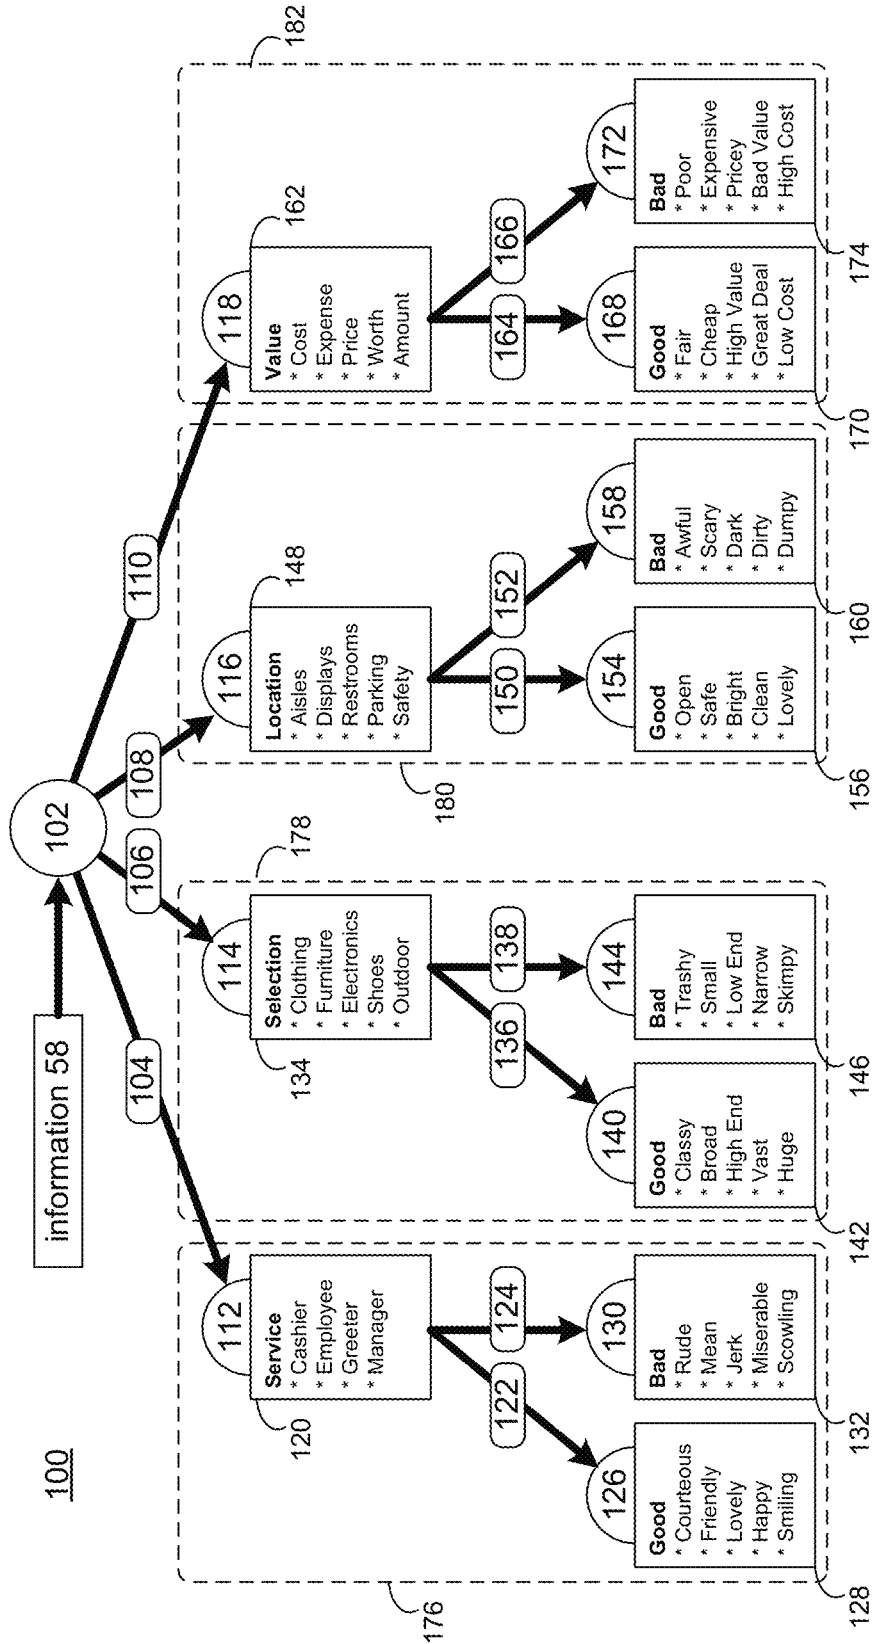 100
information 58
102
104
106
108
110
112
Service
* Cashier
* Employee
* Greeter
* Manager
120
122
124
126
Good
* Courteous
* Friendly
* Lovely
* Happy
* Smiling
128
130
Bad
* Rude
* Mean
* Jerk
* Miserable
* Scowling
132
176
114
Selection
* Clothing
* Furniture
* Electronics
* Shoes
* Outdoor
134
178
136
138
140
Good
* Classy
* Broad
* High End
* Vast
* Huge
142
144
Bad
* Trashy
* Small
* Low End
* Narrow
* Skimpy
146
116
Location
* Aisles
* Displays
* Restrooms
* Parking
* Safety
148
180
150
152
154
Good
* Open
* Safe
* Bright
* Clean
* Lovely
156
158
Bad
* Awful
* Scary
* Dark
* Dirty
* Dumpy
160
118
Value
* Cost
* Expense
* Price
* Worth
* Amount
162
182
164
166
168
Good
* Fair
* Cheap
* High Value
* Great Deal
* Low Cost
170
172
Bad
* Poor
* Expensive
* Pricey
* Bad Value
* High Cost
174